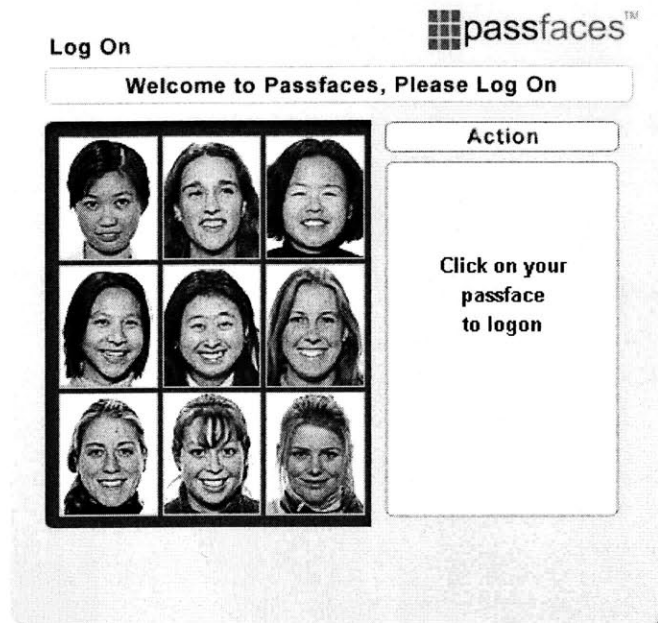 passfaces™
Log On
Welcome to Passfaces, Please Log On
Action
Click on your
passface
to logon